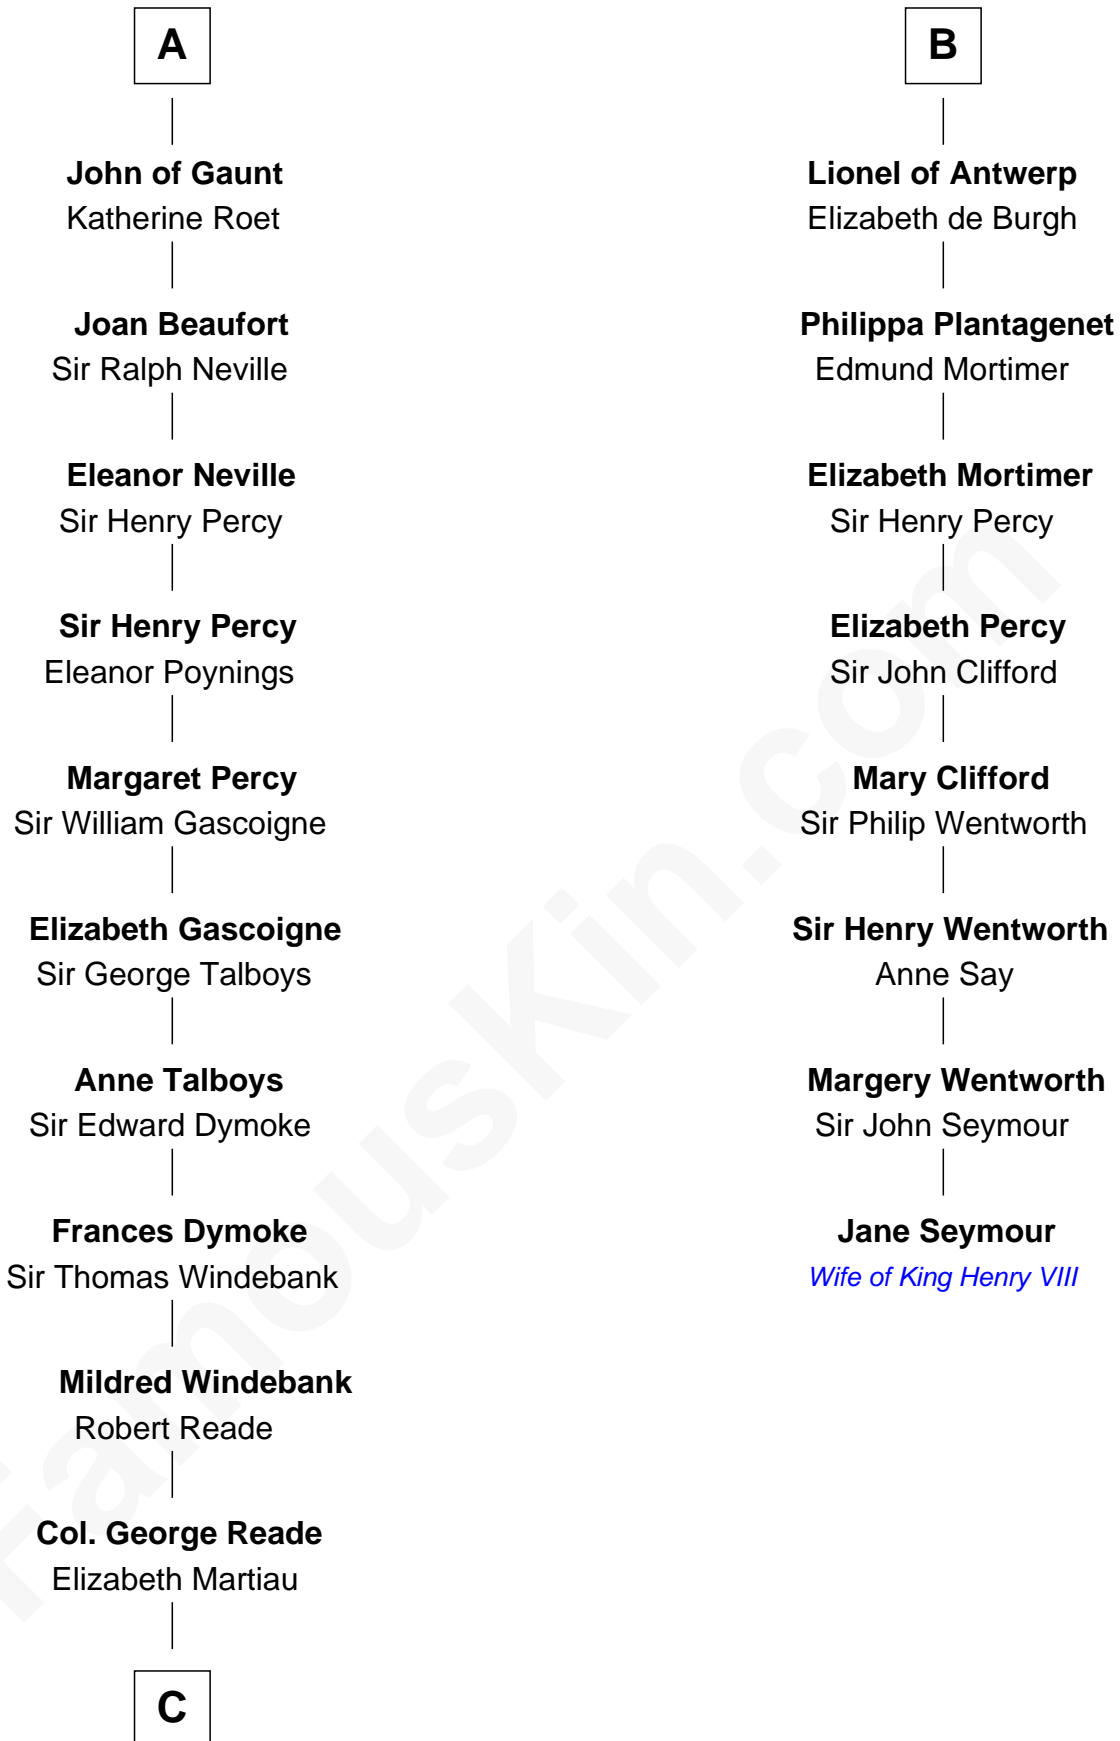 A
John of Gaunt
Katherine Roet
Joan Beaufort
Sir Ralph Neville
Eleanor Neville
Sir Henry Percy
Sir Henry Percy
Eleanor Poynings
Margaret Percy
Sir William Gascoigne
Elizabeth Gascoigne
Sir George Talboys
Anne Talboys
Sir Edward Dymoke
Frances Dymoke
Sir Thomas Windebank
Mildred Windebank
Robert Reade
Col. George Reade
Elizabeth Martiau
C
B
Lionel of Antwerp
Elizabeth de Burgh
Philippa Plantagenet
Edmund Mortimer
Elizabeth Mortimer
Sir Henry Percy
Elizabeth Percy
Sir John Clifford
Mary Clifford
Sir Philip Wentworth
Sir Henry Wentworth
Anne Say
Margery Wentworth
Sir John Seymour
Jane Seymour
Wife of King Henry VIII
FamousKin.com